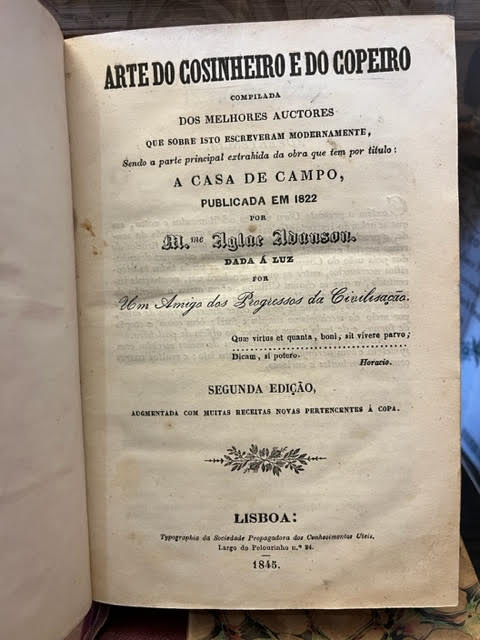 ARTE DO COSINHEIRO E DO COPEIRO
COMPILADA
DOS MELHORES AUCTORES
QUE SOBRE ISTO ESCREVERAM MODERNAMENTE,
Sendo a parte principal extrahida da obra que tem por titulo:
A CASA DE CAMPO,
PUBLICADA EM 1822
POR
M.me Aglae Adanson.
DADA Á LUZ
POR
Um Amigo dos Progressos da Civilisação.
Quæ virtus et quanta, boni, sit vivere parvo;
Dicam, si potero.
Horacio.
SEGUNDA EDIÇÃO,
AUGMENTADA COM MUITAS RECEITAS NOVAS PERTENCENTES Á COPA.
LISBOA:
Typographia da Sociedade Propagadora dos Conhecimentos Uteis.
Largo do Pelourinho n.º 24.
1845.